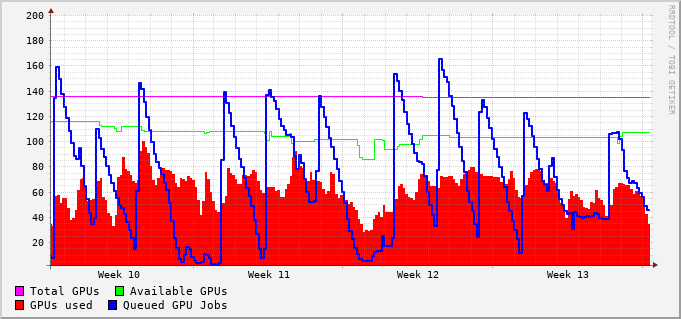 200
180
160
140
120
100
80
60
40
20
Week 10 Week 11 Week 12 Week 13
Total GPUs Available GPUs
GPUs used Queued GPU Jobs
RRDTOOL / TOBI OETIKER